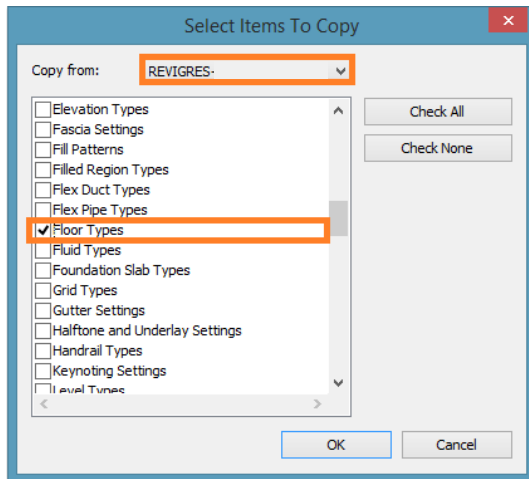 Select Items To Copy
Copy from: REVIGRES-
Elevation Types
Fascia Settings
Fill Patterns
Filled Region Types
Flex Duct Types
Flex Pipe Types
Floor Types
Fluid Types
Foundation Slab Types
Grid Types
Gutter Settings
Halftone and Underlay Settings
Handrail Types
Keynoting Settings
Level Types
Check All
Check None
OK
Cancel